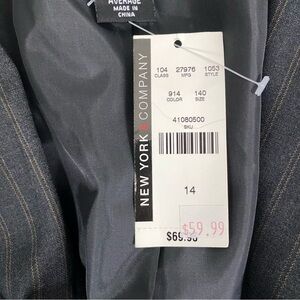 AVERAGE
MADE IN
CHINA
NEW YORK & COMPANY
104 27976 1053
CLASS MFG STYLE
914 140
COLOR SIZE
41080500
SKU
14
$59.99